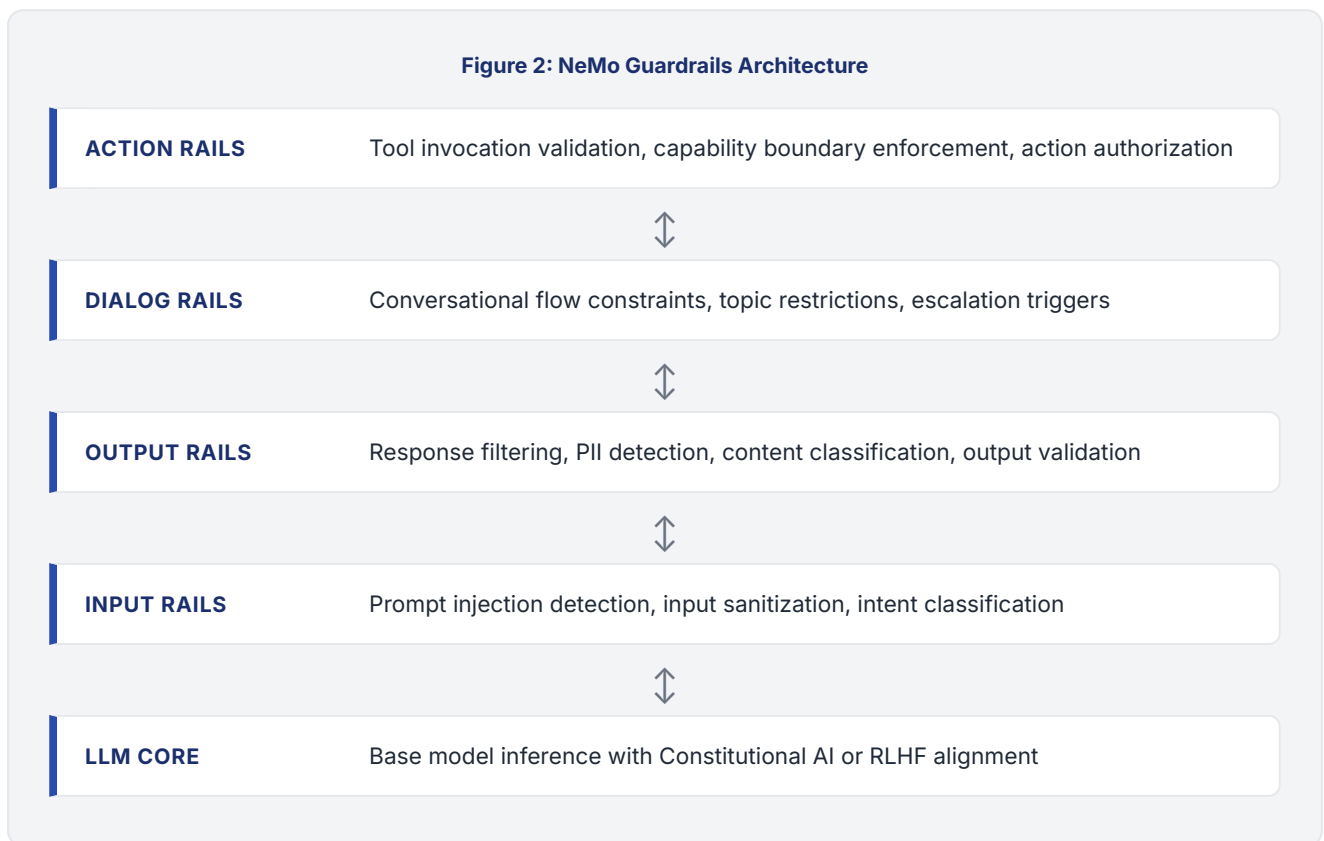 Figure 2: NeMo Guardrails Architecture
ACTION RAILS Tool invocation validation, capability boundary enforcement, action authorization
DIALOG RAILS Conversational flow constraints, topic restrictions, escalation triggers
OUTPUT RAILS Response filtering, PII detection, content classification, output validation
INPUT RAILS Prompt injection detection, input sanitization, intent classification
LLM CORE Base model inference with Constitutional AI or RLHF alignment